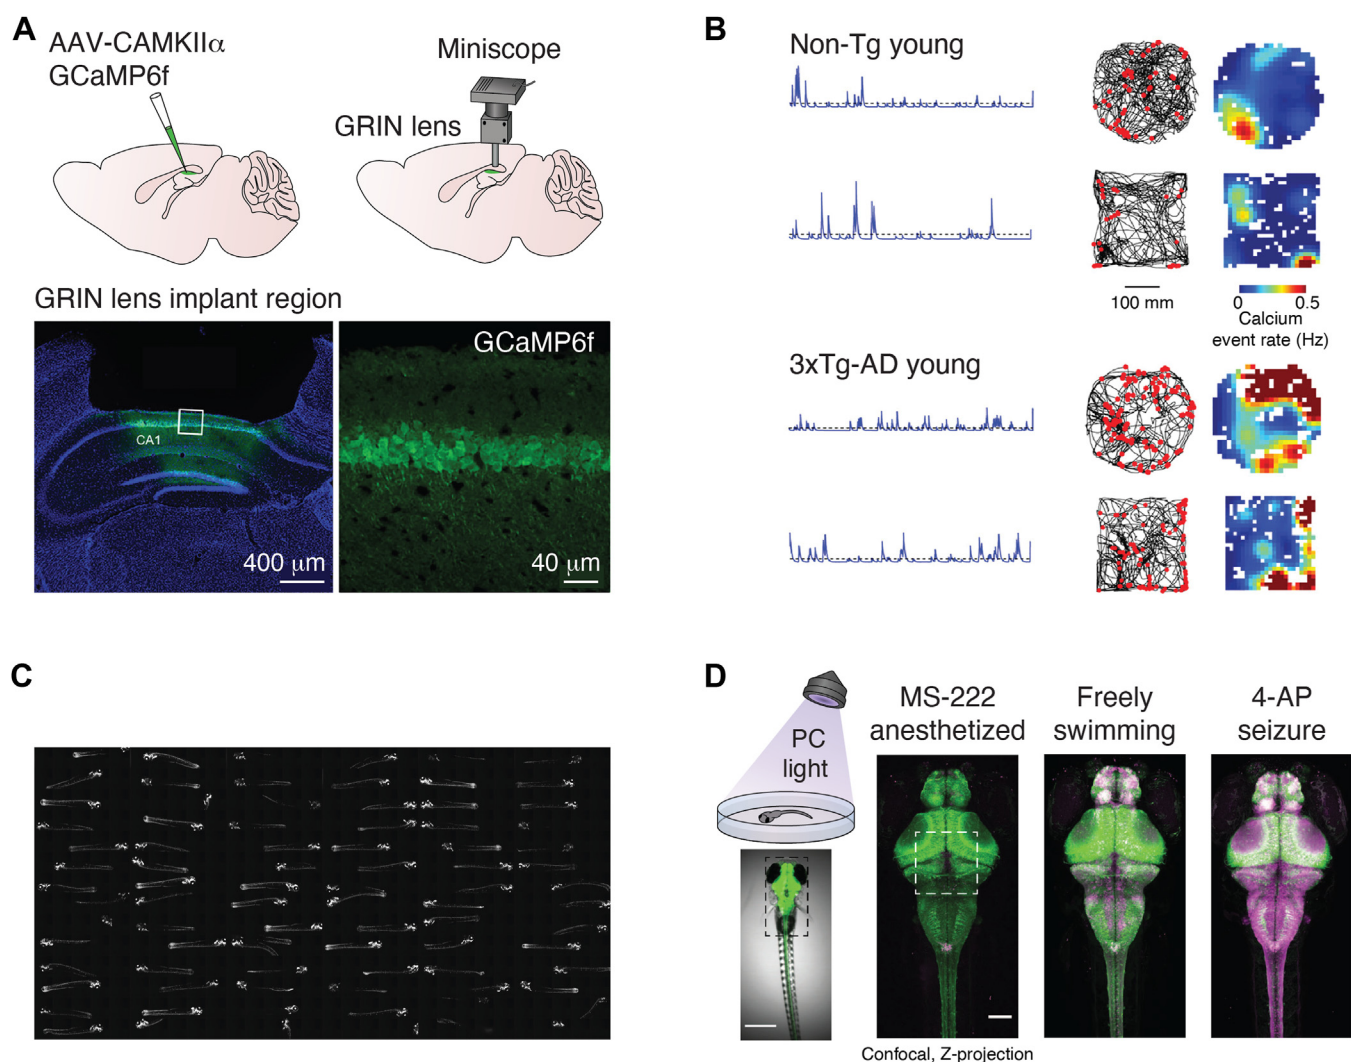 A
AAV-CAMKIIα
GCaMP6f
Miniscope
GRIN lens
GRIN lens implant region
CA1
400 μm
GCaMP6f
40 μm
B
Non-Tg young
100 mm
0 0.5
Calcium
event rate (Hz)
3xTg-AD young
C
D
PC
light
MS-222
anesthetized
Freely
swimming
4-AP
seizure
Confocal, Z-projection